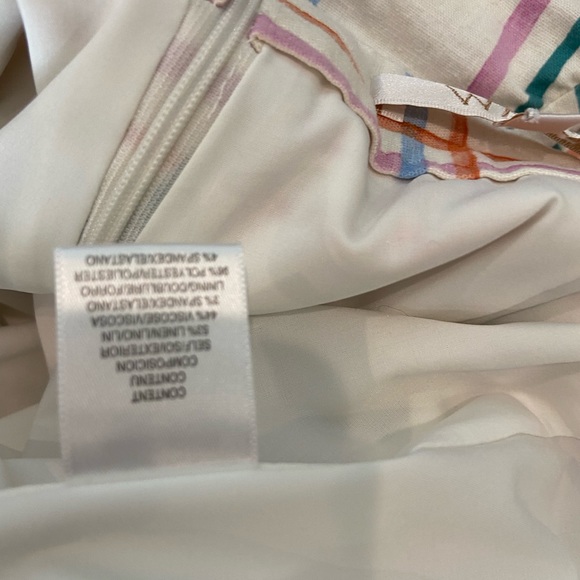 CONTENT
CONTENU
COMPOSICION
SELF/SOI/EXTERIOR
53% LINEN/LIN/LINO
44% VISCOSE/VISCOSA
3% SPANDEX/ELASTANO
LINING/DOUBLURE/FORRO
96% POLYESTER/POLIESTER
4% SPANDEX/ELASTANO